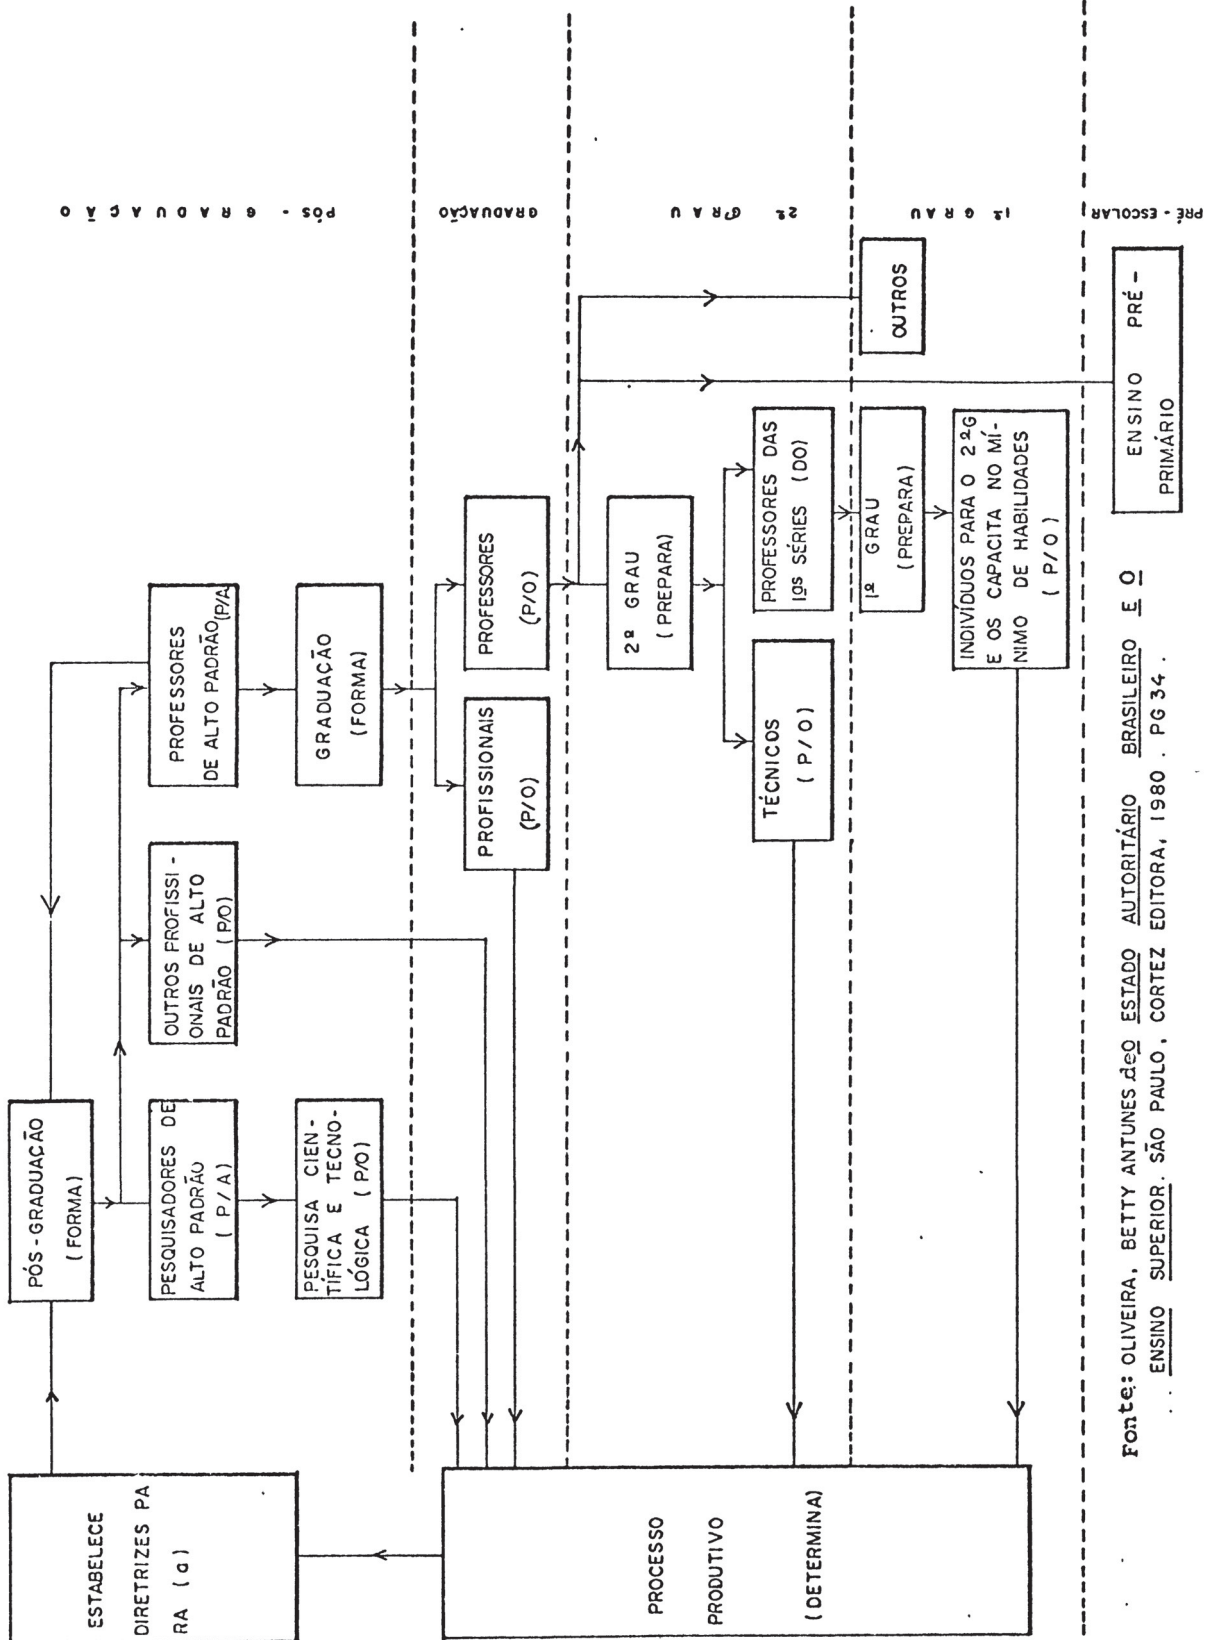 ESTABELECE
DIRETRIZES PA
RA (a)
PROCESSO
PRODUTIVO
(DETERMINA)
PÓS-GRADUAÇÃO
(FORMA)
PESQUISADORES DE
ALTO PADRÃO
(P/A)
PESQUISA CIEN-
TÍFICA E TECNO-
LÓGICA (P/O)
OUTROS PROFISSI-
ONAIS DE ALTO
PADRÃO (P/O)
PROFESSORES
DE ALTO PADRÃO (P/A)
GRADUAÇÃO
(FORMA)
PROFISSIONAIS
(P/O)
PROFESSORES
(P/O)
2º GRAU
(PREPARA)
TÉCNICOS
(P/O)
PROFESSORES DAS
1ªs SÉRIES (DO)
1º GRAU
(PREPARA)
INDIVÍDUOS PARA O 2ºG
E OS CAPACITA NO MÍ-
NIMO DE HABILIDADES
(P/O)
OUTROS
ENSINO PRÉ-
PRIMÁRIO
PÓS-GRADUAÇÃO
GRADUAÇÃO
2º GRAU
1º GRAU
PRÉ-ESCOLAR
Fonte: OLIVEIRA, BETTY ANTUNES de O ESTADO AUTORITÁRIO BRASILEIRO E O
ENSINO SUPERIOR. SÃO PAULO, CORTEZ EDITORA, 1980. PG 34.